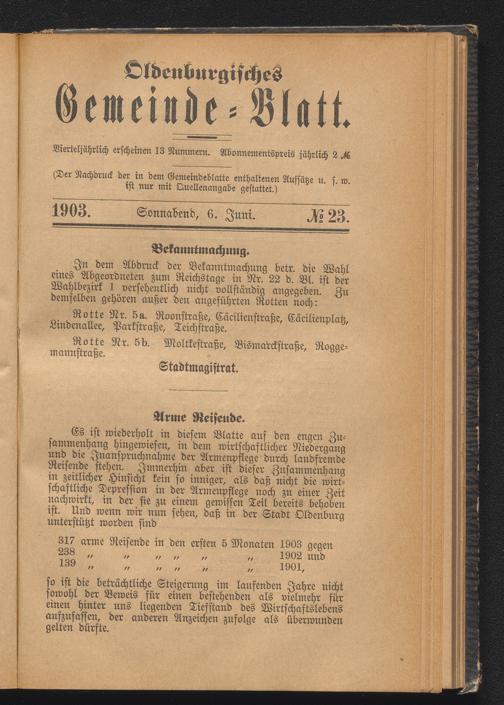 Oldenburgisches
Gemeinde-Blatt.
Vierteljährlich erscheinen 13 Nummern. Abonnementspreis jährlich 2 ℳ
(Der Nachdruck der in dem Gemeindeblatte enthaltenen Aufsätze u. s. w.
ist nur mit Quellenangabe gestattet.)
1903. Sonnabend, 6. Juni. № 23.
Bekanntmachung.
In dem Abdruck der Bekanntmachung betr. die Wahl
eines Abgeordneten zum Reichstage in Nr. 22 d. Bl. ist der
Wahlbezirk 1 versehentlich nicht vollständig angegeben. Zu
demselben gehören außer den angeführten Rotten noch:
Rotte Nr. 5a. Roonstraße, Cäcilienstraße, Cäcilienplatz,
Lindenallee, Parkstraße, Teichstraße.
Rotte Nr. 5b. Moltkestraße, Bismarckstraße, Rogge-
mannstraße.
Stadtmagistrat.
Arme Reisende.
Es ist wiederholt in diesem Blatte auf den engen Zu-
sammenhang hingewiesen, in dem wirtschaftlicher Niedergang
und die Inanspruchnahme der Armenpflege durch landfremde
Reisende stehen. Immerhin aber ist dieser Zusammenhang
in zeitlicher Hinsicht kein so inniger, als daß nicht die wirt-
schaftliche Depression in der Armenpflege noch zu einer Zeit
nachwirkt, in der sie zu einem gewissen Teil bereits behoben
ist. Und wenn wir nun sehen, daß in der Stadt Oldenburg
unterstützt worden sind
317 arme Reisende in den ersten 5 Monaten 1903 gegen
238 „ „ „ „ „ „ 1902 und
139 „ „ „ „ „ „ 1901,
so ist die beträchtliche Steigerung im laufenden Jahre nicht
sowohl der Beweis für einen bestehenden als vielmehr für
einen hinter uns liegenden Tiefstand des Wirtschaftslebens
aufzufassen, der anderen Anzeichen zufolge als überwunden
gelten dürfte.